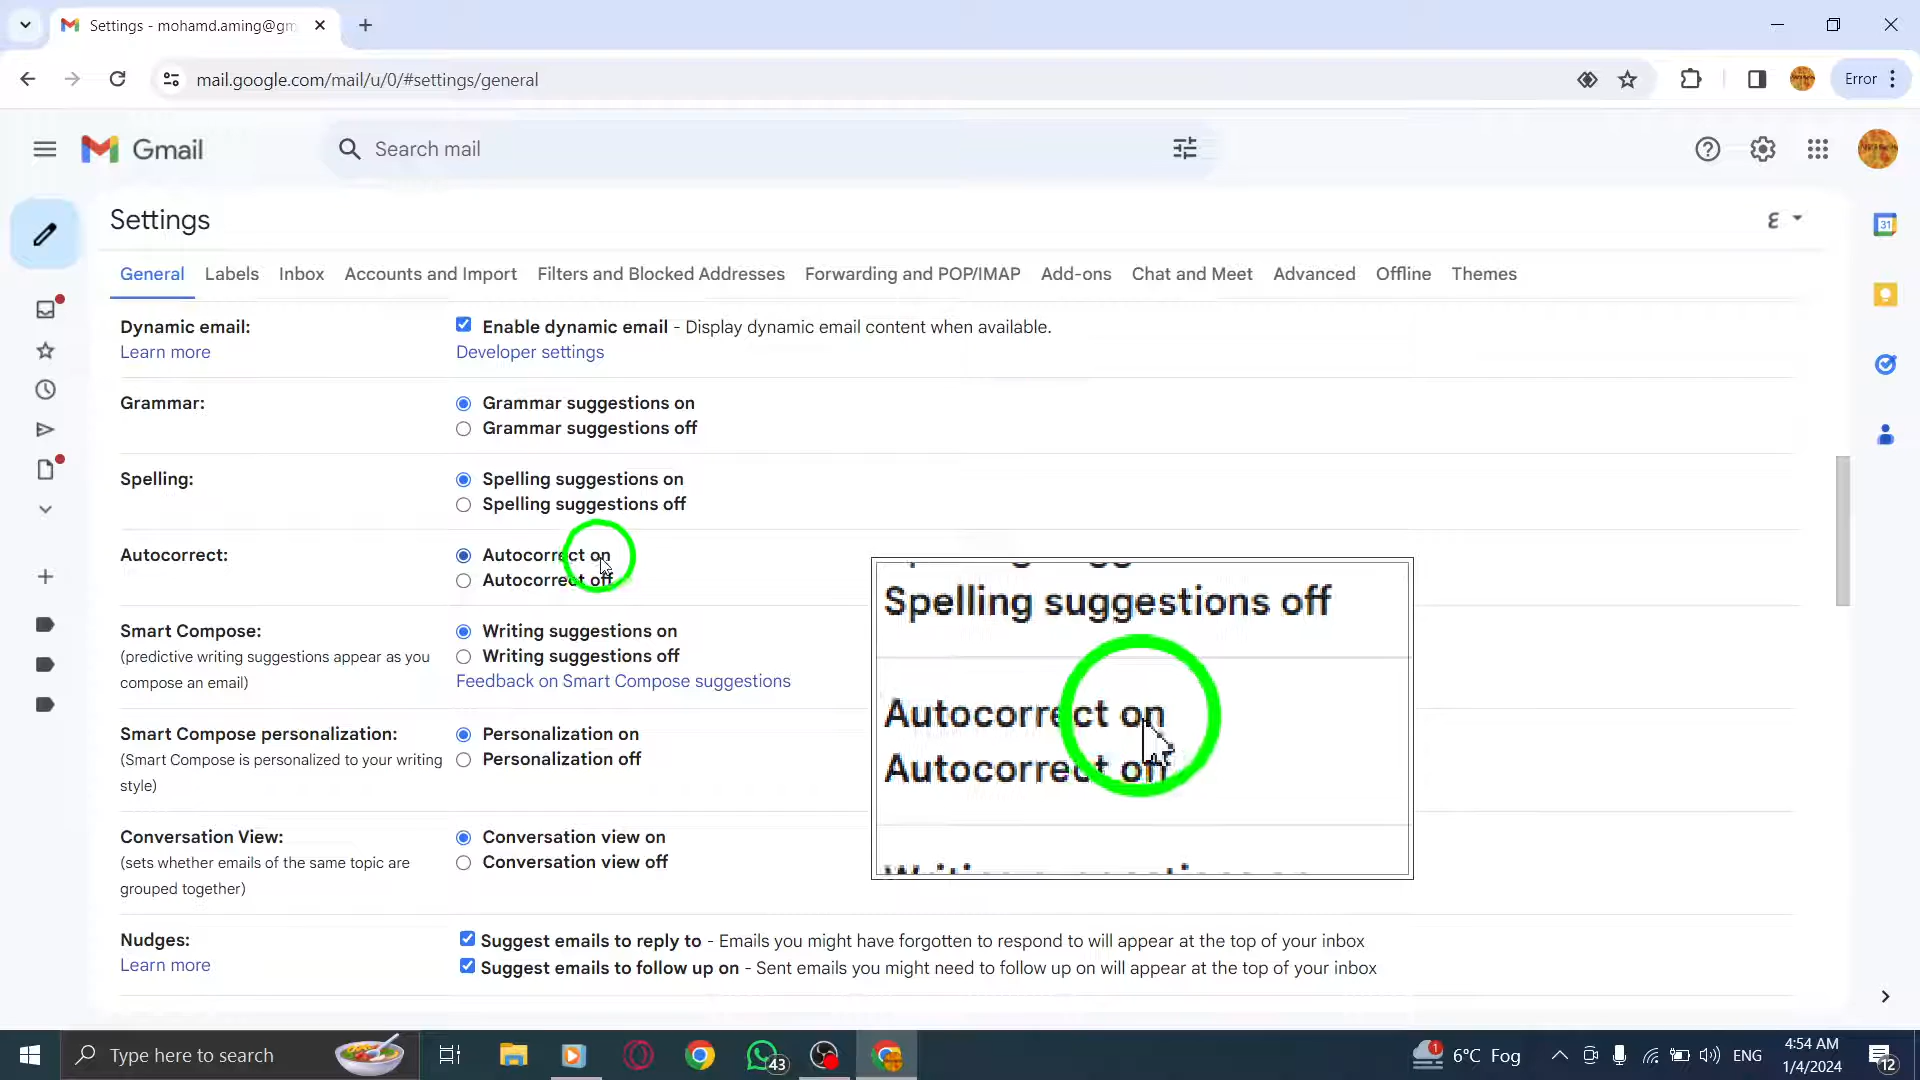 Settings - mohamd.aming@gm
mail.google.com/mail/u/0/#settings/general
Error
Gmail
Search mail
Settings
ε
General Labels Inbox Accounts and Import Filters and Blocked Addresses Forwarding and POP/IMAP Add-ons Chat and Meet Advanced Offline Themes
31
Dynamic email:
Learn more
Enable dynamic email - Display dynamic email content when available.
Developer settings
Grammar:
Grammar suggestions on
Grammar suggestions off
Spelling:
Spelling suggestions on
Spelling suggestions off
Autocorrect:
Autocorrect on
Autocorrect off
Smart Compose:
(predictive writing suggestions appear as you
compose an email)
Writing suggestions on
Writing suggestions off
Feedback on Smart Compose suggestions
Smart Compose personalization:
(Smart Compose is personalized to your writing
style)
Personalization on
Personalization off
Conversation View:
(sets whether emails of the same topic are
grouped together)
Conversation view on
Conversation view off
Nudges:
Learn more
Suggest emails to reply to - Emails you might have forgotten to respond to will appear at the top of your inbox
Suggest emails to follow up on - Sent emails you might need to follow up on will appear at the top of your inbox
Spelling suggestions off
Autocorrect on
Autocorrect off
Type here to search
43
1
6°C Fog
ENG
4:54 AM
1/4/2024
12